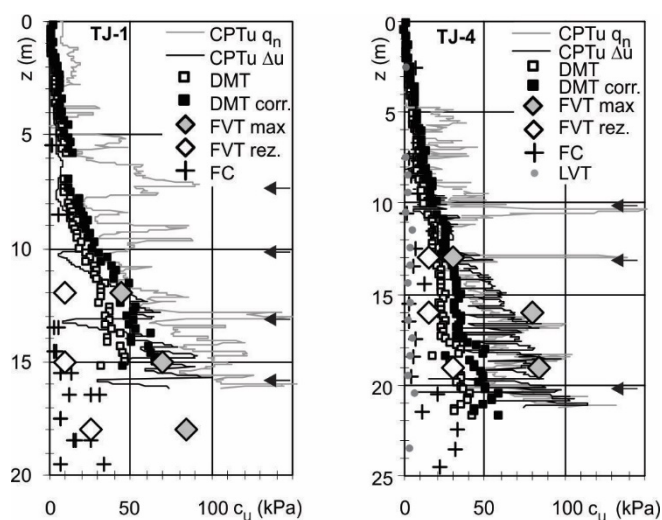 TJ-1
z (m)
0
5
10
15
20
CPTu qn
CPTu Δu
DMT
DMT corr.
FVT max
FVT rez.
FC
0 50 100 cu (kPa)
TJ-4
z (m)
0
5
10
15
20
25
CPTu qn
CPTu Δu
DMT
DMT corr.
FVT max
FVT rez.
FC
LVT
0 50 100 cu (kPa)